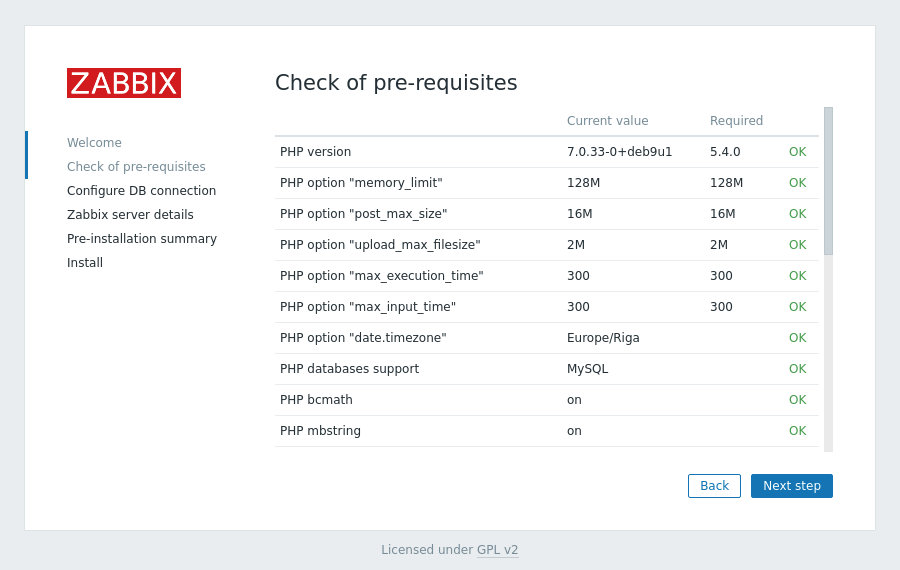 ZABBIX
Welcome
Check of pre-requisites
Configure DB connection
Zabbix server details
Pre-installation summary
Install
Check of pre-requisites
Current value Required
PHP version 7.0.33-0+deb9u1 5.4.0 OK
PHP option "memory_limit" 128M 128M OK
PHP option "post_max_size" 16M 16M OK
PHP option "upload_max_filesize" 2M 2M OK
PHP option "max_execution_time" 300 300 OK
PHP option "max_input_time" 300 300 OK
PHP option "date.timezone" Europe/Riga OK
PHP databases support MySQL OK
PHP bcmath on OK
PHP mbstring on OK
Back Next step
Licensed under GPL v2